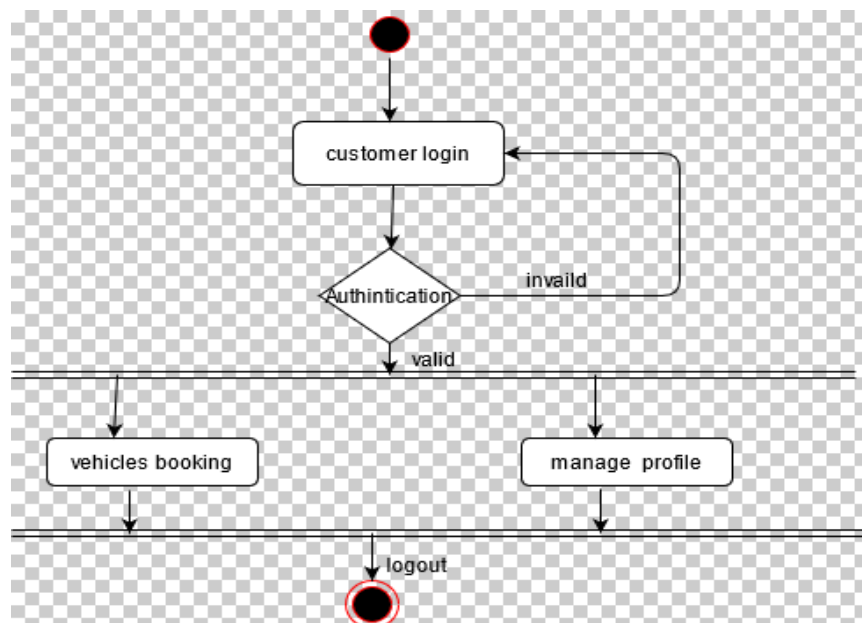 customer login
Authintication
invaild
valid
vehicles booking
manage profile
logout